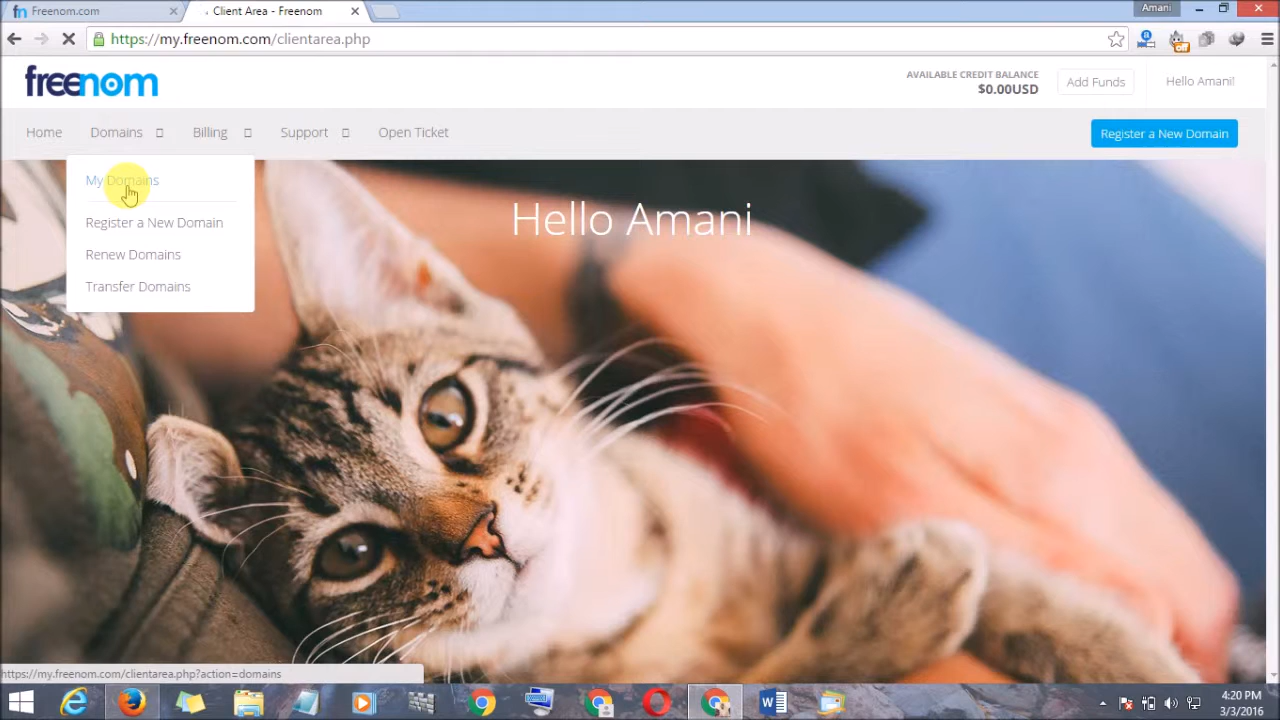 Freenom.com
Client Area - Freenom
Amani
https://my.freenom.com/clientarea.php
off
freenom
AVAILABLE CREDIT BALANCE
$0.00USD
Add Funds
Hello Amani!
Home
Domains
Billing
Support
Open Ticket
Register a New Domain
My Domains
Register a New Domain
Renew Domains
Transfer Domains
Hello Amani
https://my.freenom.com/clientarea.php?action=domains
4:20 PM
3/3/2016